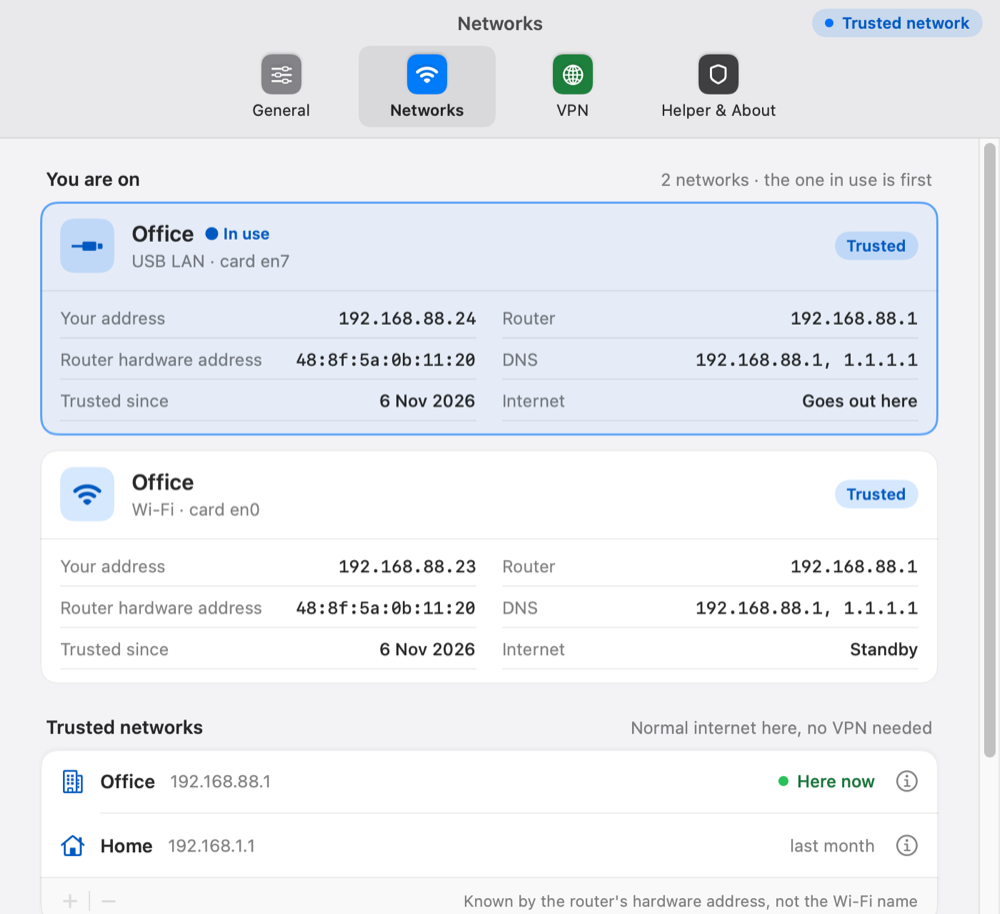 Networks
Trusted network
General
Networks
VPN
Helper & About
You are on
2 networks · the one in use is first
Office
In use
USB LAN · card en7
Trusted
Your address 192.168.88.24
Router 192.168.88.1
Router hardware address 48:8f:5a:0b:11:20
DNS 192.168.88.1, 1.1.1.1
Trusted since 6 Nov 2026
Internet Goes out here
Office
Wi-Fi · card en0
Trusted
Your address 192.168.88.23
Router 192.168.88.1
Router hardware address 48:8f:5a:0b:11:20
DNS 192.168.88.1, 1.1.1.1
Trusted since 6 Nov 2026
Internet Standby
Trusted networks
Normal internet here, no VPN needed
Office 192.168.88.1
Here now
Home 192.168.1.1
last month
Known by the router's hardware address, not the Wi-Fi name